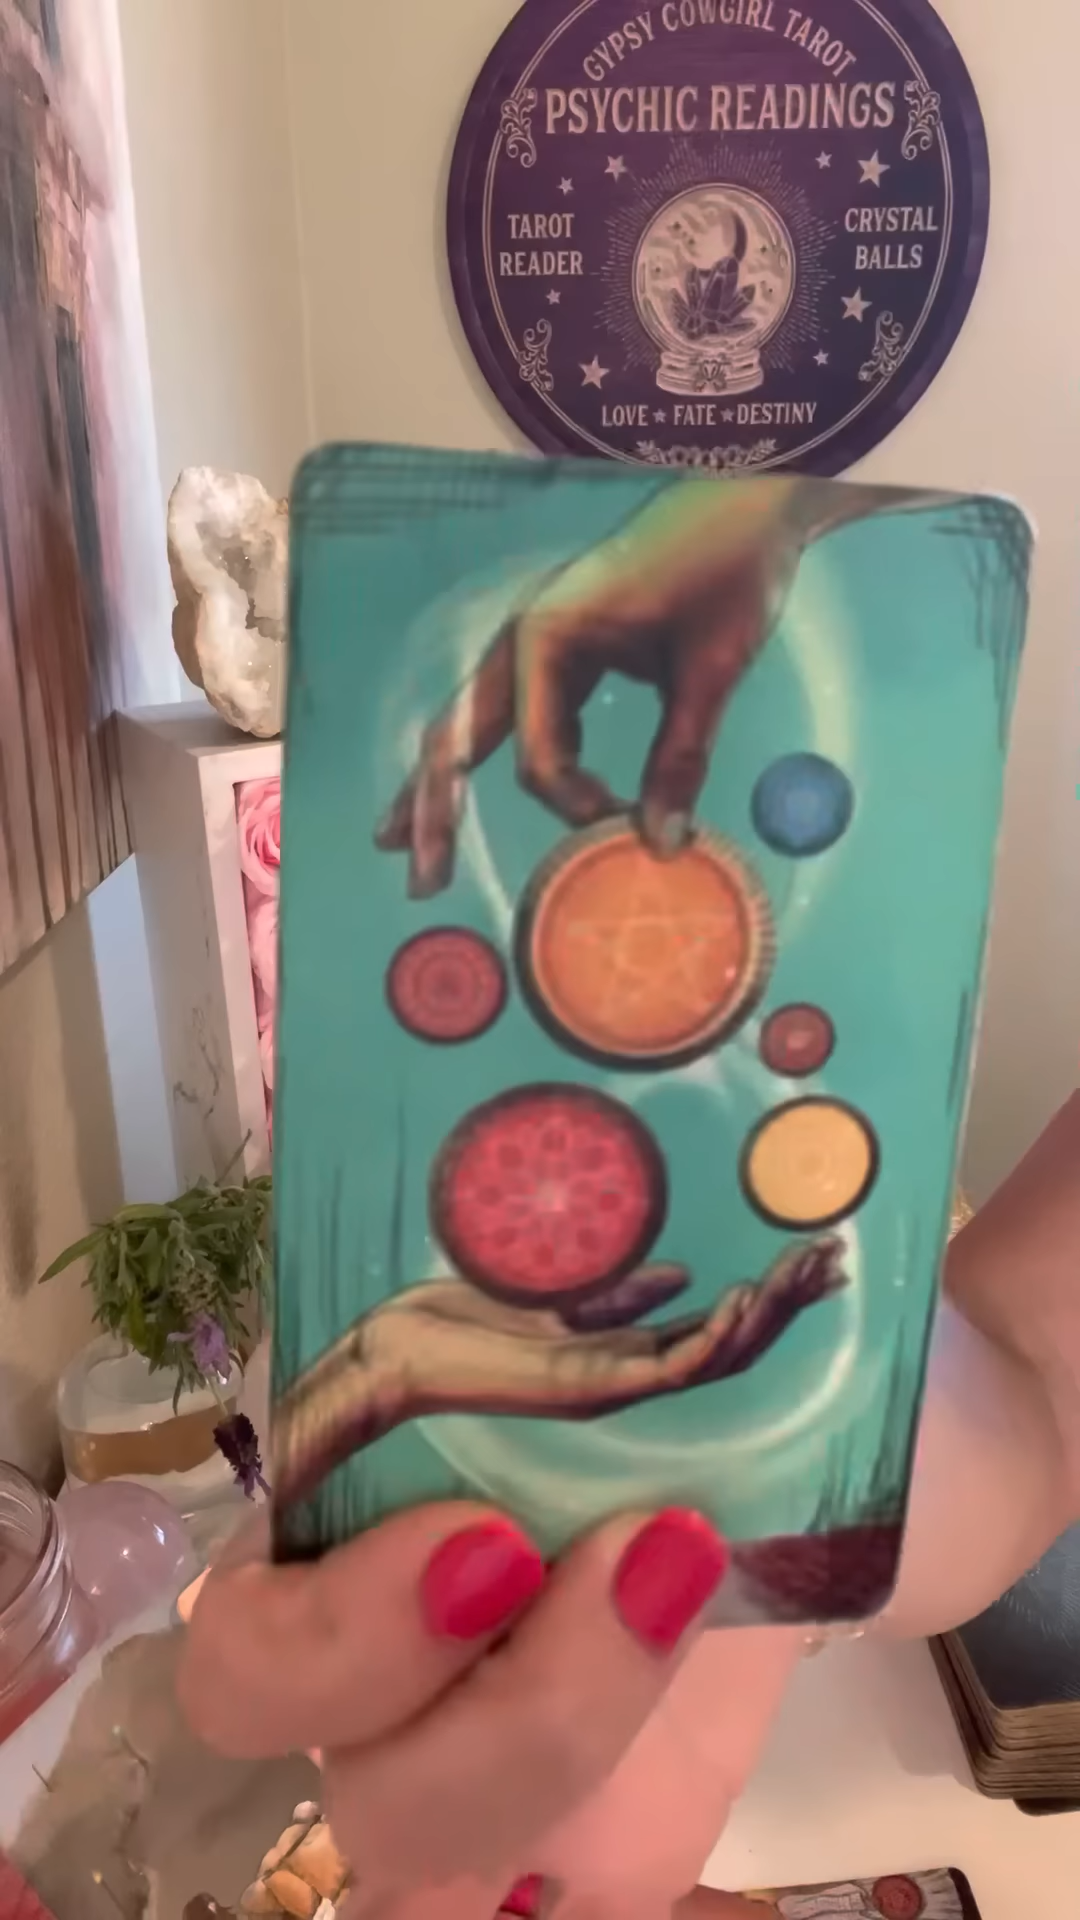 GYPSY COWGIRL TAROT
PSYCHIC READINGS
TAROT
READER
CRYSTAL
BALLS
LOVE ★ FATE ★ DESTINY